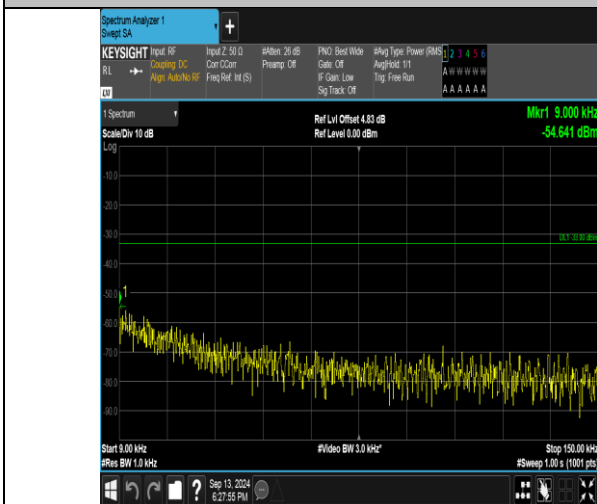 Spectrum Analyzer 1
Swept SA
+
KEYSIGHT
RL
LXI
Input: RF
Coupling: DC
Align: Auto/No RF
Input Z: 50 Ω
Corr CCorr
Freq Ref: Int (S)
#Atten: 26 dB
Preamp: Off
PNO: Best Wide
Gate: Off
IF Gain: Low
Sig Track: Off
#Avg Type: Power (RMS
Avg|Hold: 1/1
Trig: Free Run
1 2 3 4 5 6
A W W W W W
A A A A A A
1 Spectrum
Scale/Div 10 dB
Log
Ref Lvl Offset 4.83 dB
Ref Level 0.00 dBm
Mkr1 9.000 kHz
-54.641 dBm
-10.0
-20.0
-30.0
DL1 -33.00 dBm
-40.0
-50.0
1
-60.0
-70.0
-80.0
-90.0
Start 9.00 kHz
#Res BW 1.0 kHz
#Video BW 3.0 kHz*
Stop 150.00 kHz
#Sweep 1.00 s (1001 pts)
?
Sep 13, 2024
6:27:55 PM